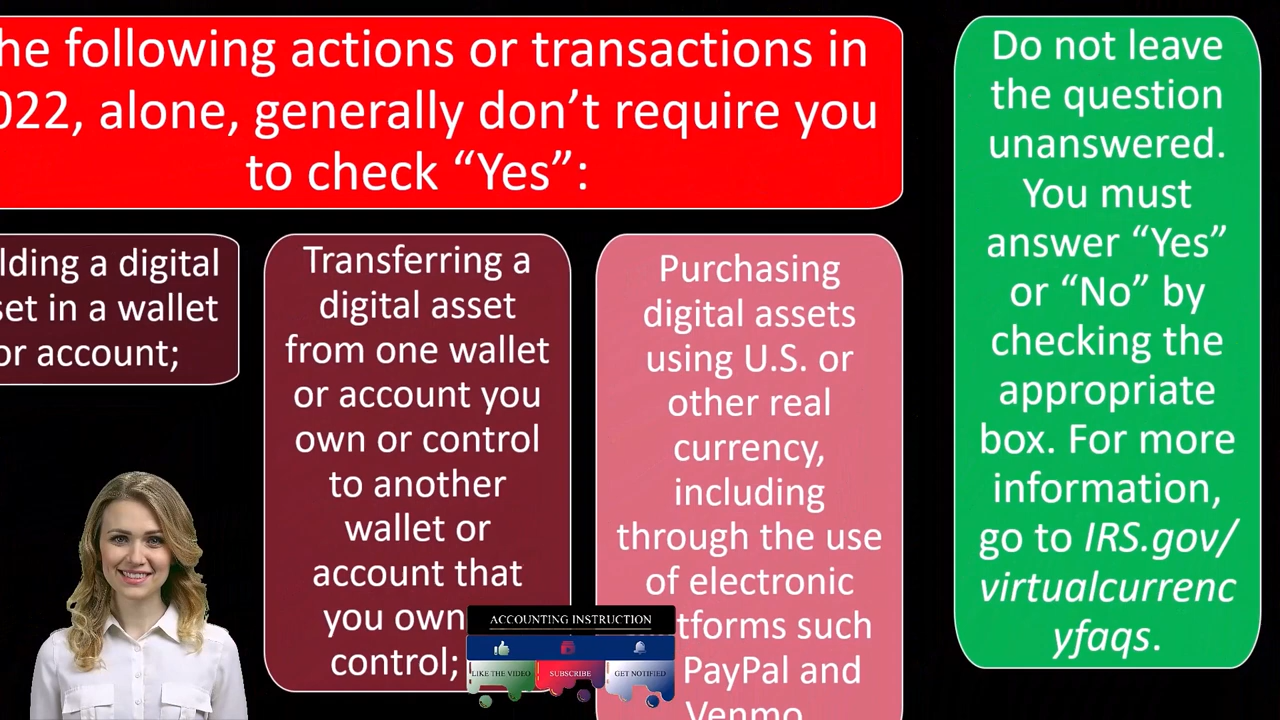 he following actions or transactions in
022, alone, generally don’t require you
to check “Yes”:
lding a digital
set in a wallet
or account;
Transferring a
digital asset
from one wallet
or account you
own or control
to another
wallet or
account that
you own
control;
Purchasing
digital assets
using U.S. or
other real
currency,
including
through the use
of electronic
tforms such
PayPal and
Venmo
Do not leave
the question
unanswered.
You must
answer “Yes”
or “No” by
checking the
appropriate
box. For more
information,
go to IRS.gov/
virtualcurrenc
yfaqs.
ACCOUNTING INSTRUCTION
LIKE THE VIDEO
SUBSCRIBE
GET NOTIFIED